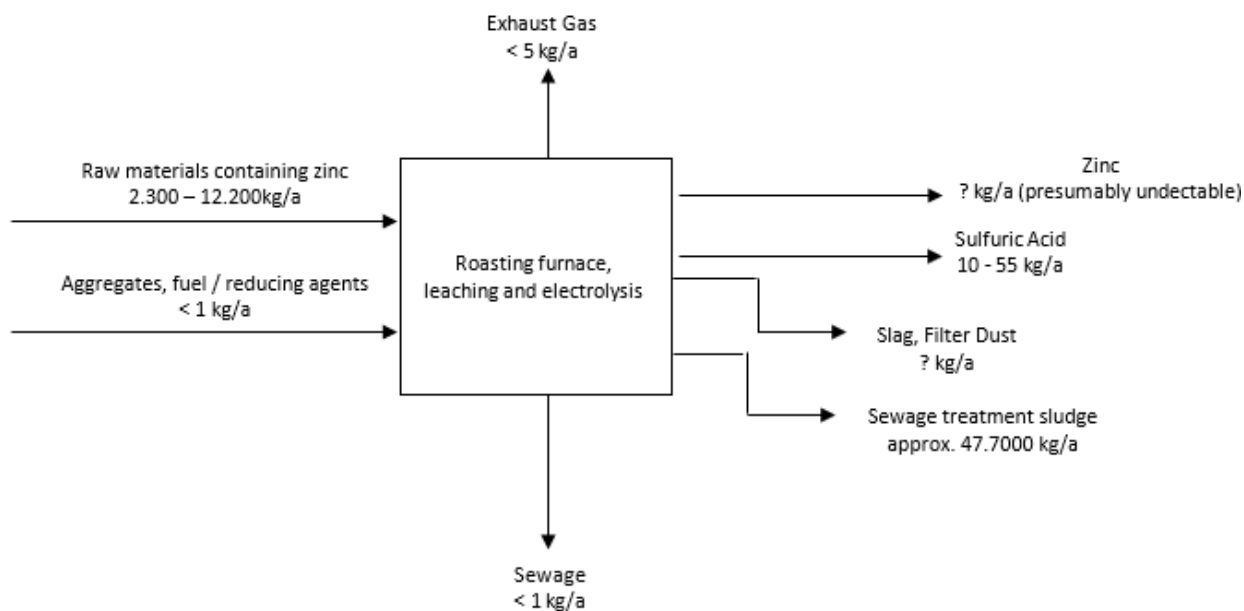 Exhaust Gas
< 5 kg/a
Raw materials containing zinc
2.300 – 12.200kg/a
Zinc
? kg/a (presumably undectable)
Sulfuric Acid
10 - 55 kg/a
Roasting furnace,
leaching and electrolysis
Aggregates, fuel / reducing agents
< 1 kg/a
Slag, Filter Dust
? kg/a
Sewage treatment sludge
approx. 47.7000 kg/a
Sewage
< 1 kg/a